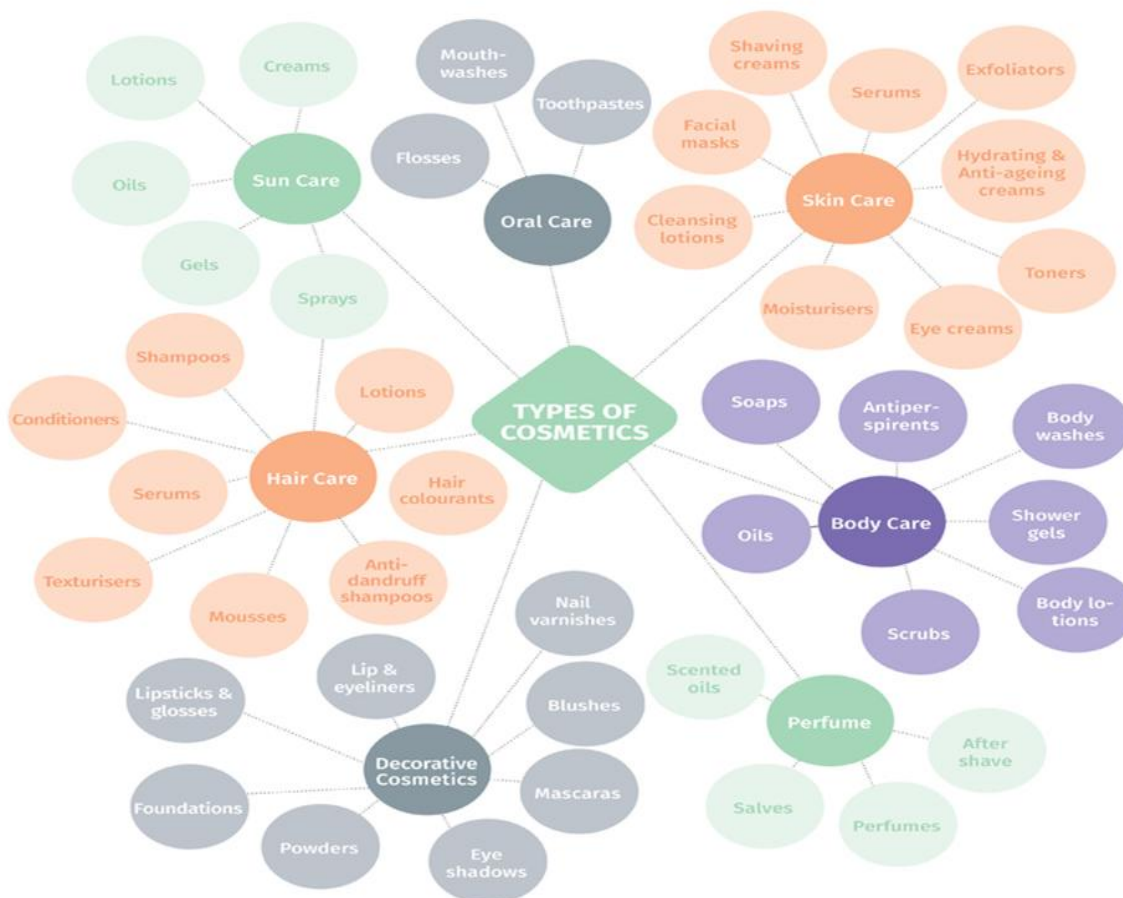 Lotions
Creams
Oils
Sun Care
Gels
Sprays
Mouth-
washes
Toothpastes
Flosses
Oral Care
Shaving
creams
Serums
Exfoliators
Facial
masks
Hydrating &
Anti-ageing
creams
Skin Care
Cleansing
lotions
Toners
Moisturisers
Eye creams
TYPES OF
COSMETICS
Shampoos
Lotions
Conditioners
Hair Care
Serums
Hair
colourants
Texturisers
Mousses
Anti-
dandruff
shampoos
Soaps
Antiper-
spirents
Body
washes
Oils
Body Care
Shower
gels
Scrubs
Body lo-
tions
Nail
varnishes
Lip &
eyeliners
Lipsticks &
glosses
Blushes
Decorative
Cosmetics
Mascaras
Foundations
Powders
Eye
shadows
Scented
oils
Perfume
After
shave
Salves
Perfumes